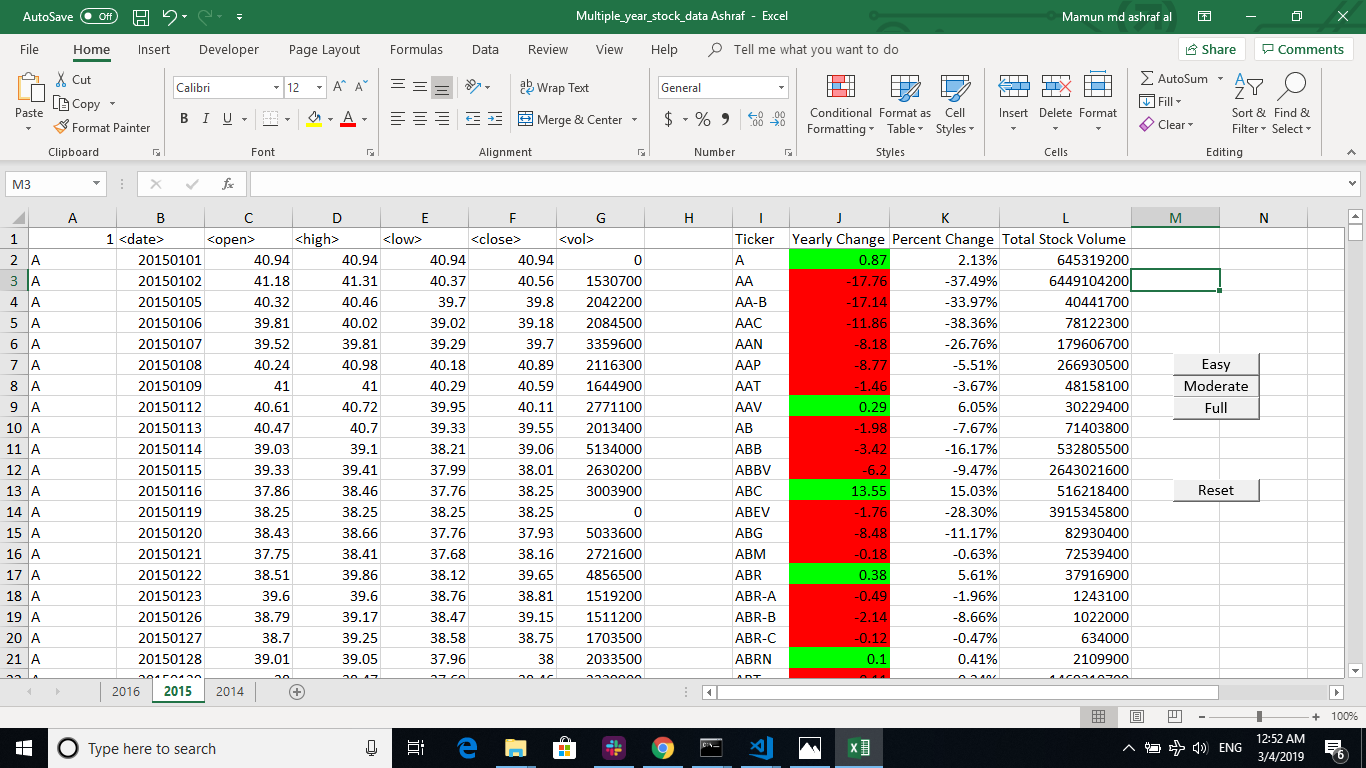 AutoSave Off Multiple_year_stock_data Ashraf - Excel Mamun md ashraf al
File Home Insert Developer Page Layout Formulas Data Review View Help Tell me what you want to do Share Comments
Paste Cut Copy Format Painter Clipboard
Calibri 12 A A B I U A Font
Wrap Text Merge & Center Alignment
General $ % Number
Conditional Formatting Format as Table Cell Styles Styles
Insert Delete Format Cells
AutoSum Fill Clear Sort & Filter Find & Select Editing
M3 fx
A B C D E F G H I J K L M N
1 1 <date> <open> <high> <low> <close> <vol> Ticker Yearly Change Percent Change Total Stock Volume
2 A 20150101 40.94 40.94 40.94 40.94 0 A 0.87 2.13% 645319200
3 A 20150102 41.18 41.31 40.37 40.56 1530700 AA -17.76 -37.49% 6449104200
4 A 20150105 40.32 40.46 39.7 39.8 2042200 AA-B -17.14 -33.97% 40441700
5 A 20150106 39.81 40.02 39.02 39.18 2084500 AAC -11.86 -38.36% 78122300
6 A 20150107 39.52 39.81 39.29 39.7 3359600 AAN -8.18 -26.76% 179606700
7 A 20150108 40.24 40.98 40.18 40.89 2116300 AAP -8.77 -5.51% 266930500 Easy
8 A 20150109 41 41 40.29 40.59 1644900 AAT -1.46 -3.67% 48158100 Moderate
9 A 20150112 40.61 40.72 39.95 40.11 2771100 AAV 0.29 6.05% 30229400 Full
10 A 20150113 40.47 40.7 39.33 39.55 2013400 AB -1.98 -7.67% 71403800
11 A 20150114 39.03 39.1 38.21 39.06 5134000 ABB -3.42 -16.17% 532805500
12 A 20150115 39.33 39.41 37.99 38.01 2630200 ABBV -6.2 -9.47% 2643021600
13 A 20150116 37.86 38.46 37.76 38.25 3003900 ABC 13.55 15.03% 516218400 Reset
14 A 20150119 38.25 38.25 38.25 38.25 0 ABEV -1.76 -28.30% 3915345800
15 A 20150120 38.43 38.66 37.76 37.93 5033600 ABG -8.48 -11.17% 82930400
16 A 20150121 37.75 38.41 37.68 38.16 2721600 ABM -0.18 -0.63% 72539400
17 A 20150122 38.51 39.86 38.12 39.65 4856500 ABR 0.38 5.61% 37916900
18 A 20150123 39.6 39.6 38.76 38.81 1519200 ABR-A -0.49 -1.96% 1243100
19 A 20150126 38.79 39.17 38.47 39.15 1511200 ABR-B -2.14 -8.66% 1022000
20 A 20150127 38.7 39.25 38.58 38.75 1703500 ABR-C -0.12 -0.47% 634000
21 A 20150128 39.01 39.05 37.96 38 2033500 ABRN 0.1 0.41% 2109900
2016 2015 2014
100%
Type here to search ENG 12:52 AM
3/4/2019 6